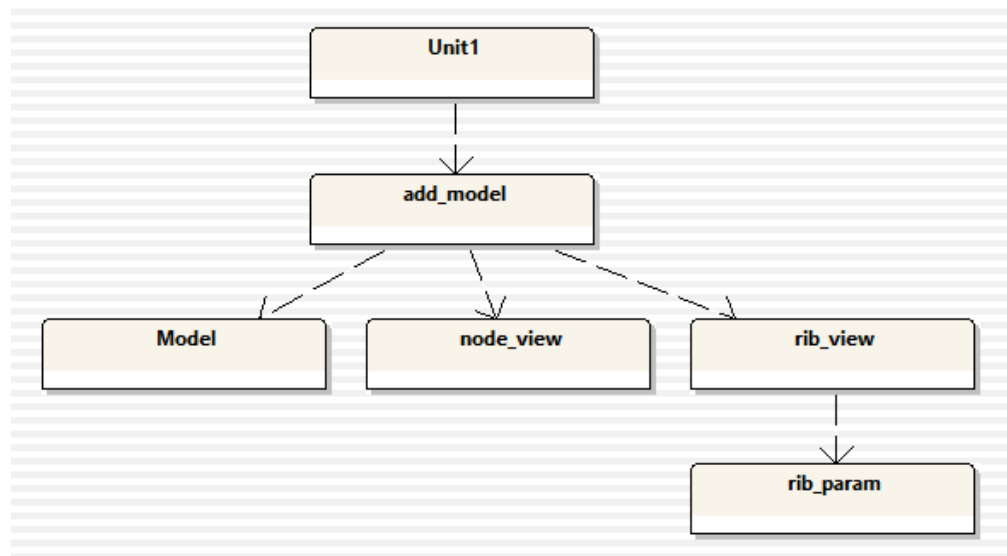 Unit1
add_model
Model
node_view
rib_view
rib_param